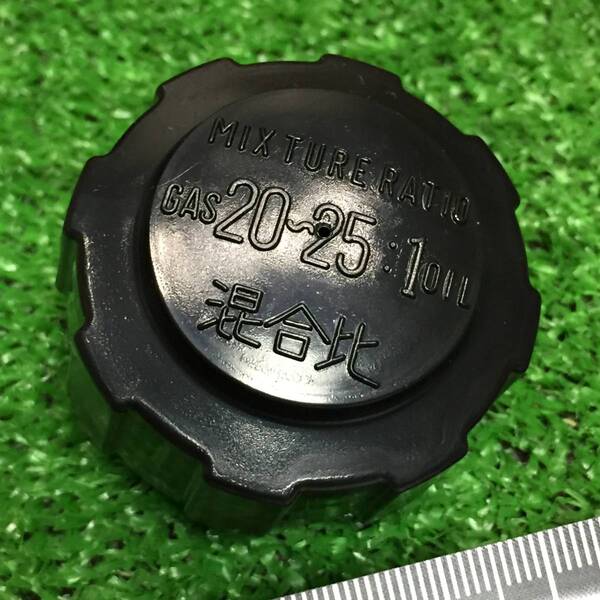 MIXTURE RATIO
GAS 20~25:1 OIL
混合比